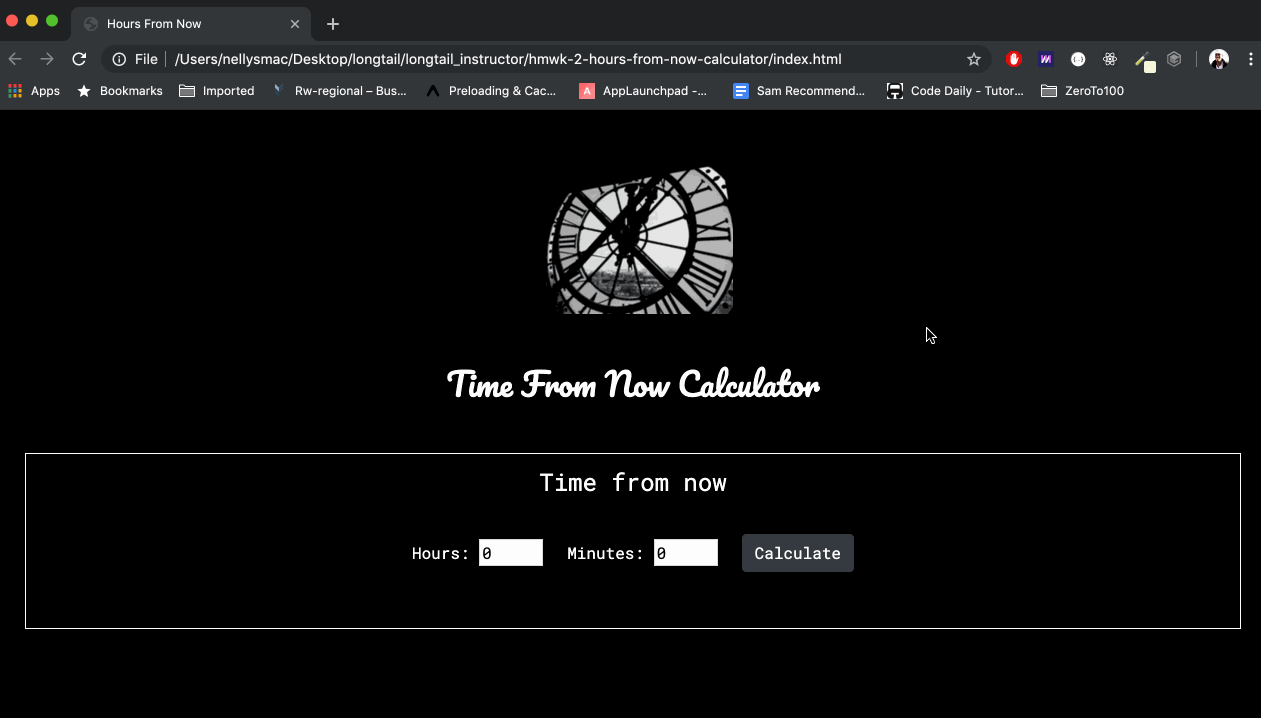 Hours From Now
File
/Users/nellysmac/Desktop/longtail/longtail_instructor/hmwk-2-hours-from-now-calculator/index.html
Apps Bookmarks Imported Rw-regional – Bus... Preloading & Cac... AppLaunchpad -... Sam Recommend... Code Daily - Tutor... ZeroTo100
Time From Now Calculator
Time from now
Hours: 0 Minutes: 0 Calculate